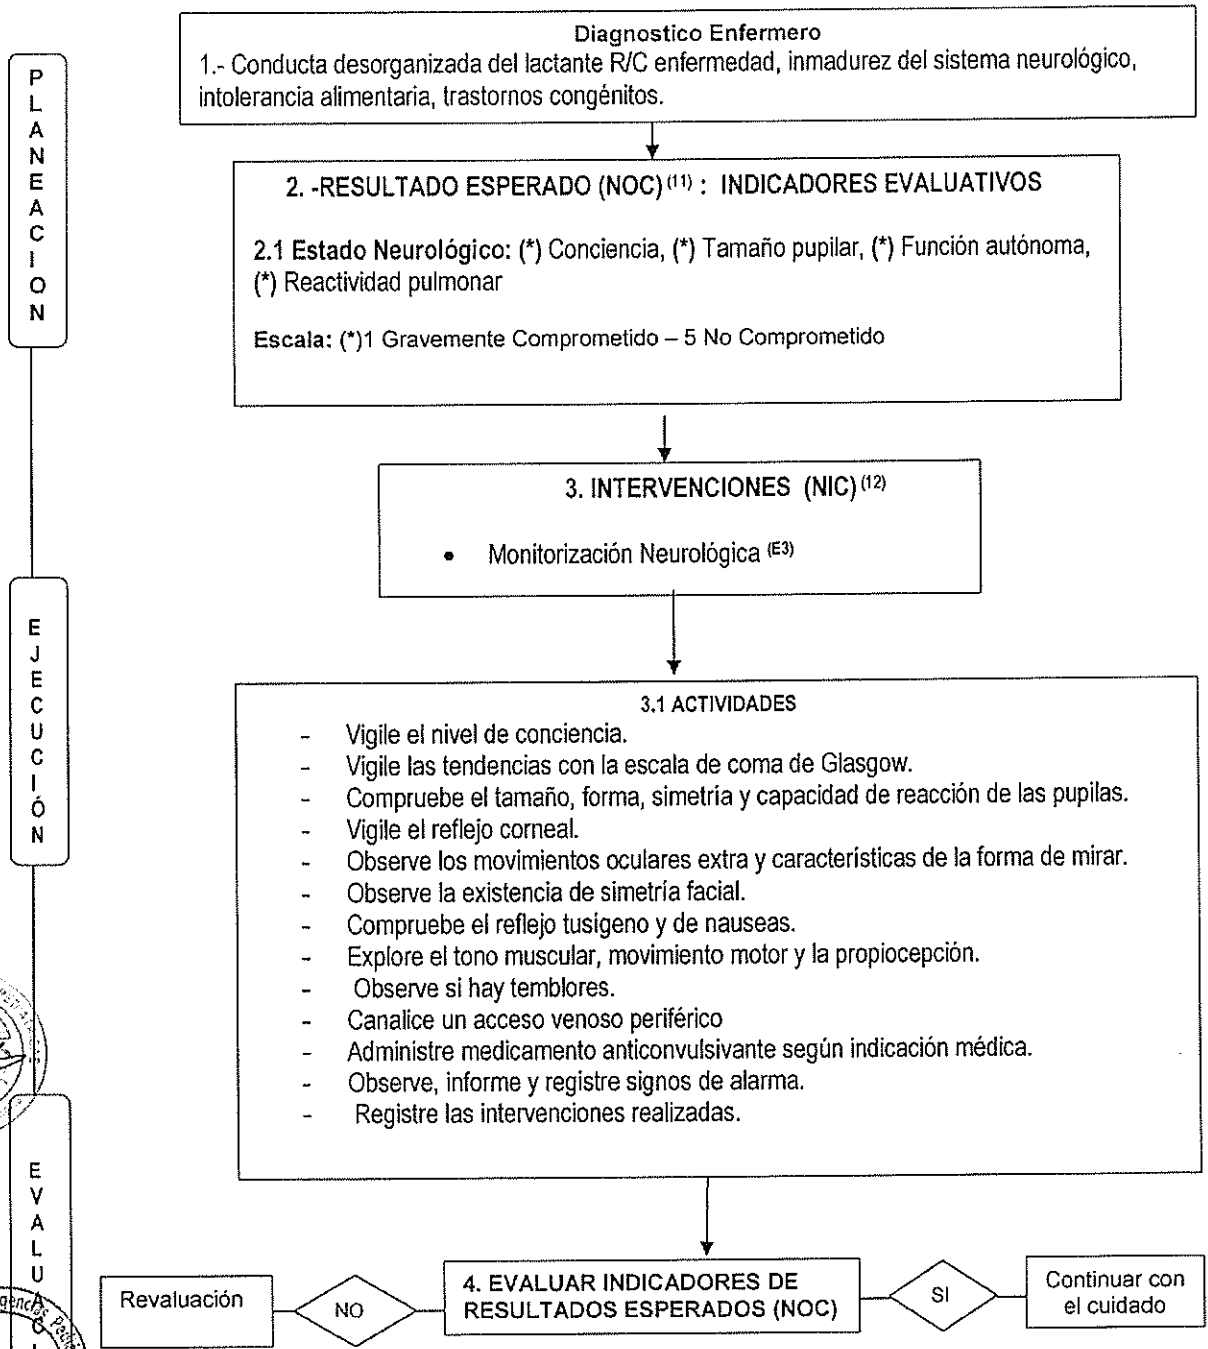 Diagnostico Enfermero
1.- Conducta desorganizada del lactante R/C enfermedad, inmadurez del sistema neurológico,
intolerancia alimentaria, trastornos congénitos.
PLANEACION
2. -RESULTADO ESPERADO (NOC) (11) : INDICADORES EVALUATIVOS
2.1 Estado Neurológico: (*) Conciencia, (*) Tamaño pupilar, (*) Función autónoma,
(*) Reactividad pulmonar
Escala: (*)1 Gravemente Comprometido – 5 No Comprometido
3. INTERVENCIONES (NIC) (12)
• Monitorización Neurológica (E3)
EJECUCIÓN
3.1 ACTIVIDADES
- Vigile el nivel de conciencia.
- Vigile las tendencias con la escala de coma de Glasgow.
- Compruebe el tamaño, forma, simetría y capacidad de reacción de las pupilas.
- Vigile el reflejo corneal.
- Observe los movimientos oculares extra y características de la forma de mirar.
- Observe la existencia de simetría facial.
- Compruebe el reflejo tusígeno y de nauseas.
- Explore el tono muscular, movimiento motor y la propiocepción.
- Observe si hay temblores.
- Canalice un acceso venoso periférico
- Administre medicamento anticonvulsivante según indicación médica.
- Observe, informe y registre signos de alarma.
- Registre las intervenciones realizadas.
EVALUAC
Revaluación
NO
4. EVALUAR INDICADORES DE
RESULTADOS ESPERADOS (NOC)
SI
Continuar con
el cuidado